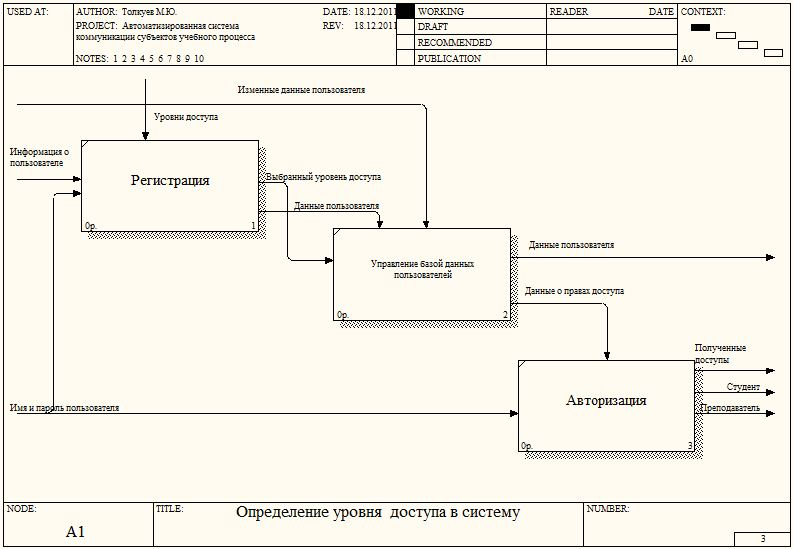 USED AT:
AUTHOR: Толкуев М.Ю.
DATE: 18.12.2011
PROJECT: Автоматизированная система
REV: 18.12.2011
коммуникации субъектов учебного процесса
NOTES: 1 2 3 4 5 6 7 8 9 10
WORKING
DRAFT
RECOMMENDED
PUBLICATION
READER
DATE
CONTEXT:
A0
Изменные данные пользователя
Уровни доступа
Информация о
пользователе
Регистрация
0р.
1
Выбранный уровень доступа
Данные пользователя
Управление базой данных
пользователей
0р.
2
Данные пользователя
Данные о правах доступа
Полученные
доступы
Студент
Преподаватель
Авторизация
0р.
3
Имя и пароль пользователя
NODE:
A1
TITLE:
Определение уровня доступа в систему
NUMBER:
3